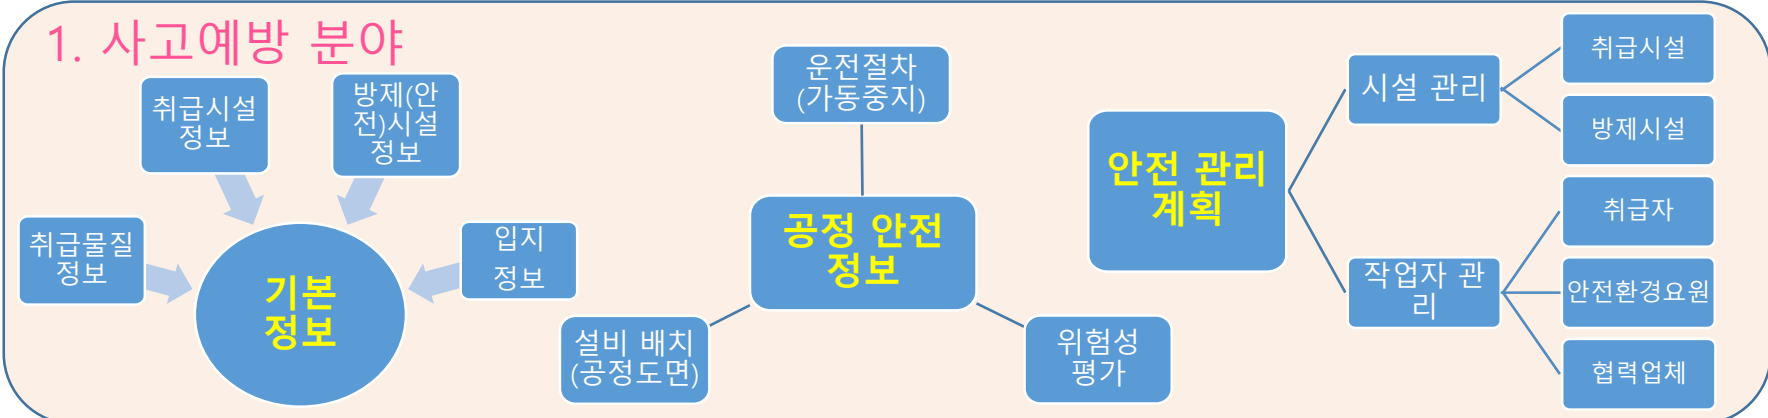 1. 사고예방 분야
취급물질
정보
취급시설
정보
방제(안
전)시설
정보
입지
정보
기본
정보
운전절차
(가동중지)
공정 안전
정보
설비 배치
(공정도면)
위험성
평가
안전 관리
계획
시설 관리
취급시설
방제시설
작업자 관
리
취급자
안전환경요원
협력업체